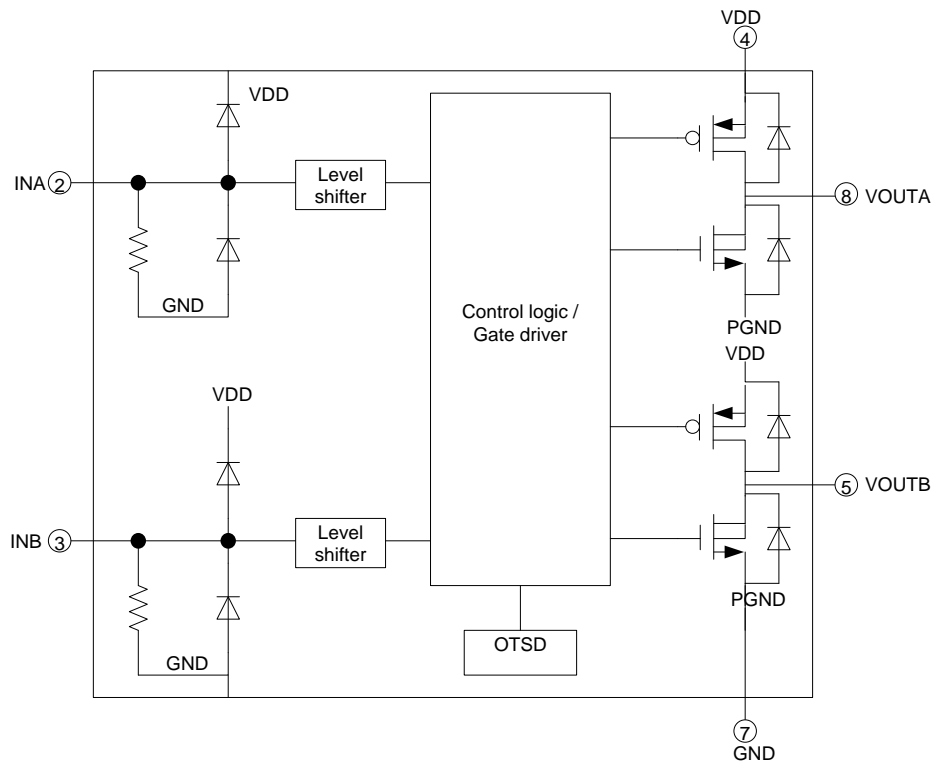 VDD
4
VDD
INA 2
Level
shifter
8 VOUTA
GND
Control logic /
Gate driver
PGND
VDD
VDD
5 VOUTB
INB 3
Level
shifter
PGND
OTSD
GND
7
GND